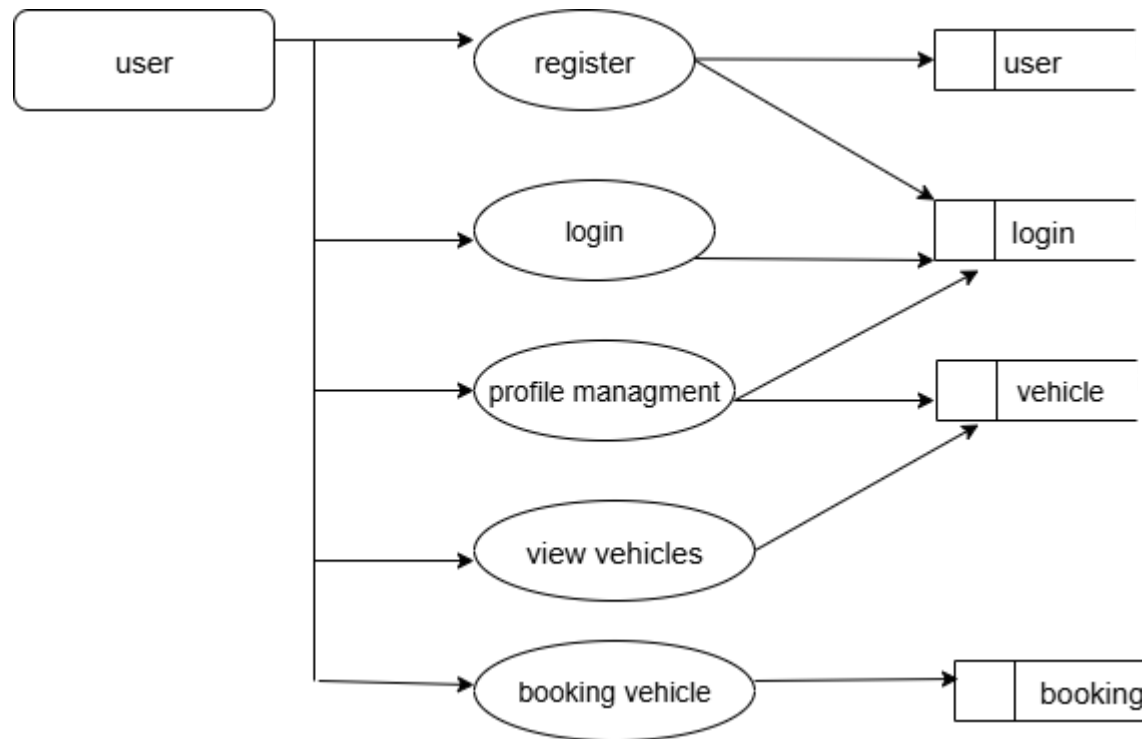 user
register
user
login
login
profile managment
vehicle
view vehicles
booking vehicle
booking